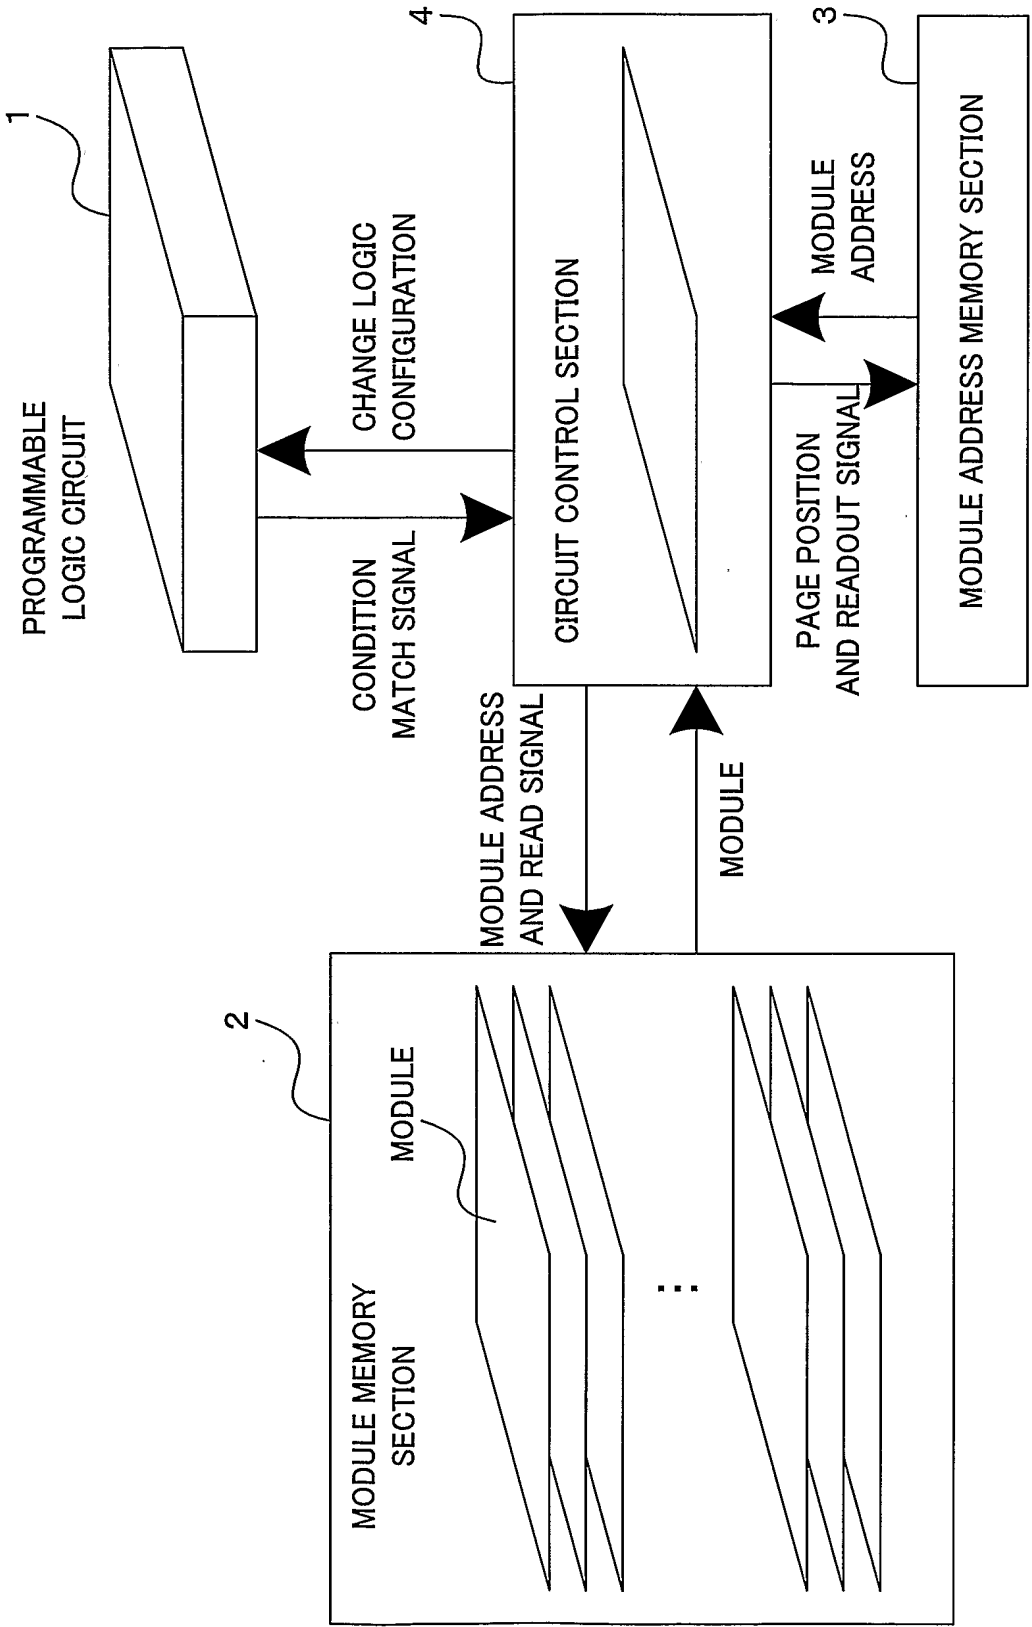 1
PROGRAMMABLE
LOGIC CIRCUIT
CONDITION
MATCH SIGNAL
CHANGE LOGIC
CONFIGURATION
2
MODULE MEMORY
SECTION
MODULE
MODULE ADDRESS
AND READ SIGNAL
MODULE
4
CIRCUIT CONTROL SECTION
PAGE POSITION
AND READOUT SIGNAL
MODULE
ADDRESS
3
MODULE ADDRESS MEMORY SECTION